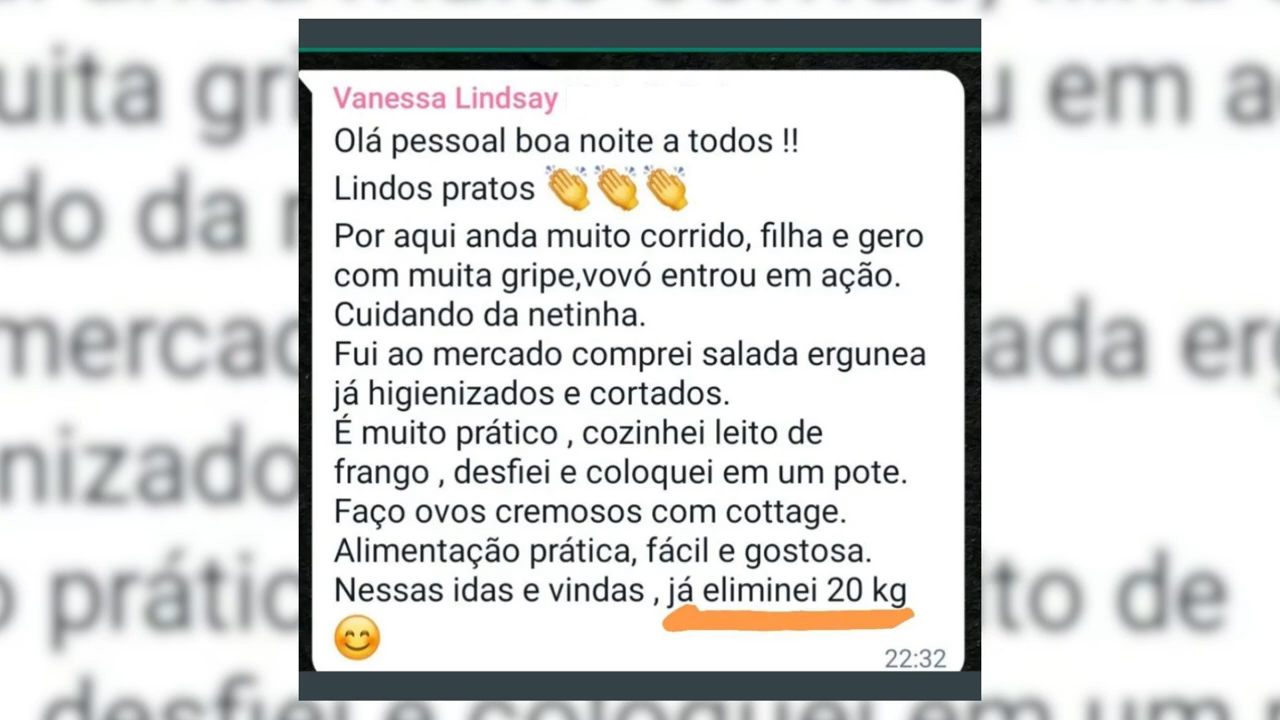 Vanessa Lindsay
Olá pessoal boa noite a todos !!
Lindos pratos 👏👏👏
Por aqui anda muito corrido, filha e gero
com muita gripe,vovó entrou em ação.
Cuidando da netinha.
Fui ao mercado comprei salada ergunea
já higienizados e cortados.
É muito prático , cozinhei leito de
frango , desfiei e coloquei em um pote.
Faço ovos cremosos com cottage.
Alimentação prática, fácil e gostosa.
Nessas idas e vindas , já eliminei 20 kg
😊
22:32